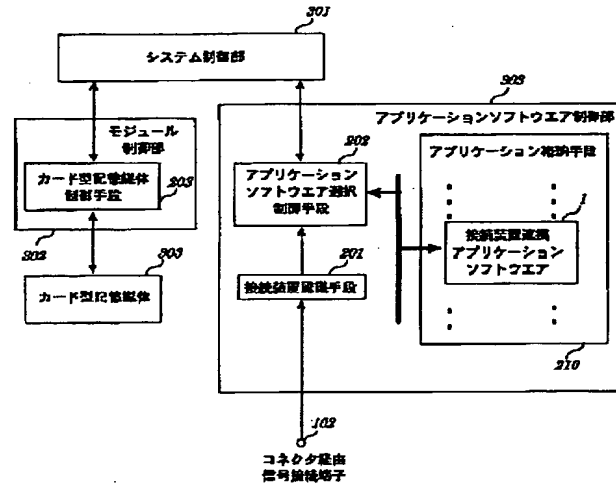 301
システム制御部
303
アプリケーションソフトウエア制御部
モジュール
制御部
202
アプリケーション格納手段
カード型記憶媒体
制御手段
203
アプリケーション
ソフトウエア選択
制御手段
1
接続装置連携
アプリケーション
ソフトウエア
302
303
201
カード型記憶媒体
接続装置認識手段
210
102
コネクタ経由
信号接続端子